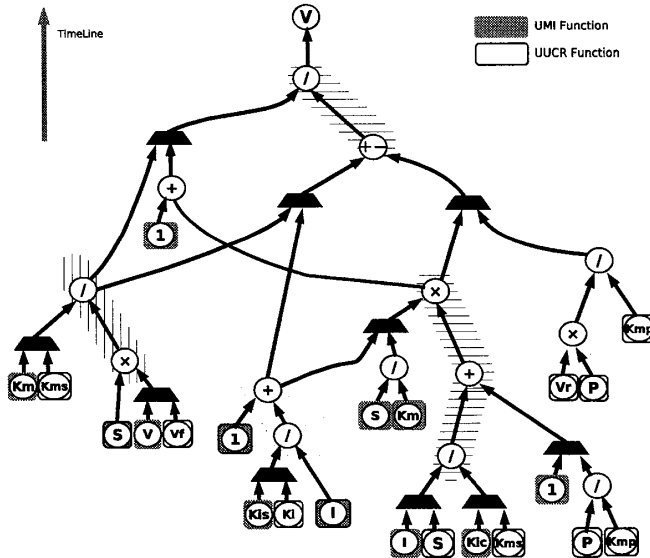 V
TimeLine
UMI Function
UUCR Function
/
+−
+
1
/
/
×
×
Kmp
Km Kms
×
Vr P
S V Vf
+
/
+
S Km
1
/
/
1
/
Kis Ki
I
I S Kic Kms
P Kmp